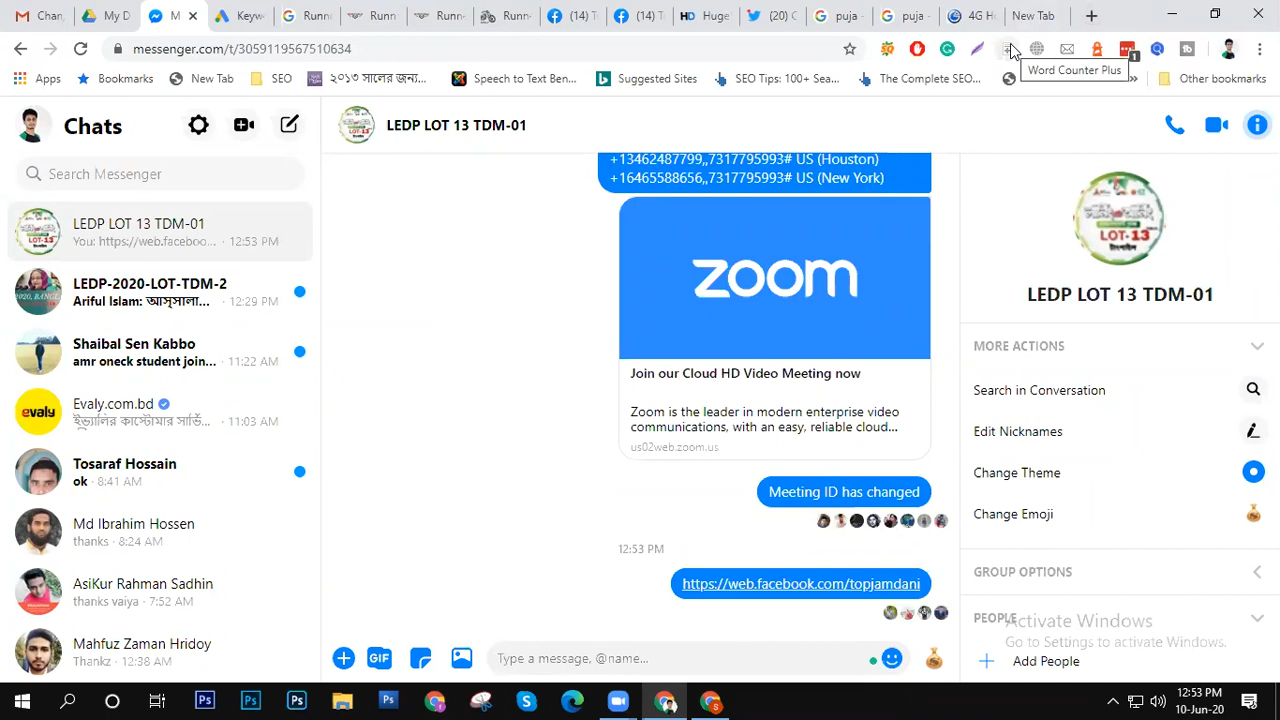 Chan
My D
M
Keyw
Runn
Runn
Runn
Runn
(14) T
(14) T
HD Huge
(20) C
puja
puja
4G H
New Tab
messenger.com/t/3059119567510634
1
Word Counter Plus
Apps
Bookmarks
New Tab
SEO
২০১৩ সালের জন্য...
Speech to Text Ben...
Suggested Sites
SEO Tips: 100+ Sea...
The Complete SEO...
»
Other bookmarks
Chats
Search Messenger
LEDP LOT 13 TDM-01
You: https://web.faceboo... · 12:53 PM
LEDP-2020-LOT-TDM-2
Ariful Islam: আস্সালা... · 12:29 PM
Shaibal Sen Kabbo
amr oneck student join... · 11:22 AM
evaly
Evaly.com.bd
ইভ্যালির কাস্টোমার সার্ভি... · 11:03 AM
Tosaraf Hossain
ok · 8:41 AM
Md Ibrahim Hossen
thanks · 8:24 AM
AsiKur Rahman Sadhin
thanks vaiya · 7:52 AM
Mahfuz Zaman Hridoy
Thankz · 12:38 AM
LEDP LOT 13 TDM-01
+13462487799,,7317795993# US (Houston)
+16465588656,,7317795993# US (New York)
zoom
Join our Cloud HD Video Meeting now
Zoom is the leader in modern enterprise video
communications, with an easy, reliable cloud...
us02web.zoom.us
Meeting ID has changed
12:53 PM
https://web.facebook.com/topjamdani
GIF
Type a message, @name...
LOT-13
টাংগাইল
LEDP LOT 13 TDM-01
MORE ACTIONS
Search in Conversation
Edit Nicknames
Change Theme
Change Emoji
GROUP OPTIONS
PEOPLE
Add People
Activate Windows
Go to Settings to activate Windows.
12:53 PM
10-Jun-20